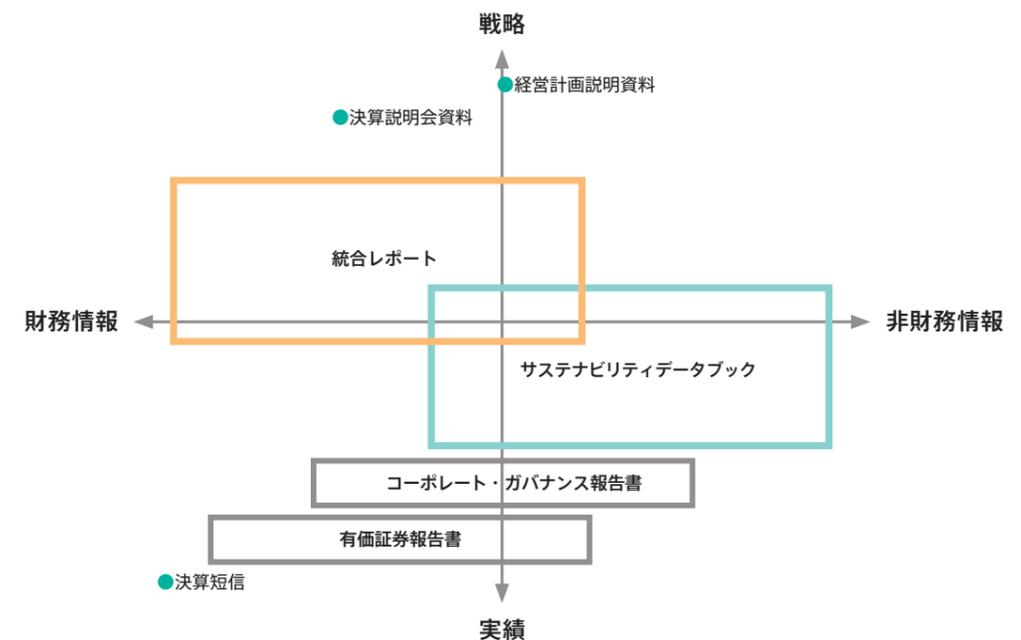 戦略
経営計画説明資料
決算説明会資料
統合レポート
財務情報
非財務情報
サステナビリティデータブック
コーポレート・ガバナンス報告書
有価証券報告書
決算短信
実績